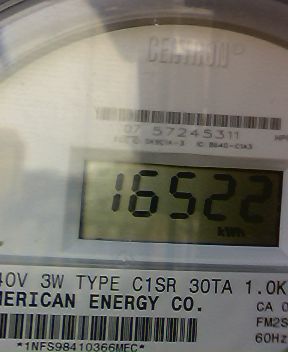 CENTRON®
07 57245311
16522
kWh
40V 3W TYPE C1SR 30TA 1.0K
MERICAN ENERGY CO.
CA 0
FM2S
60Hz
*1NFS98410366MEC*